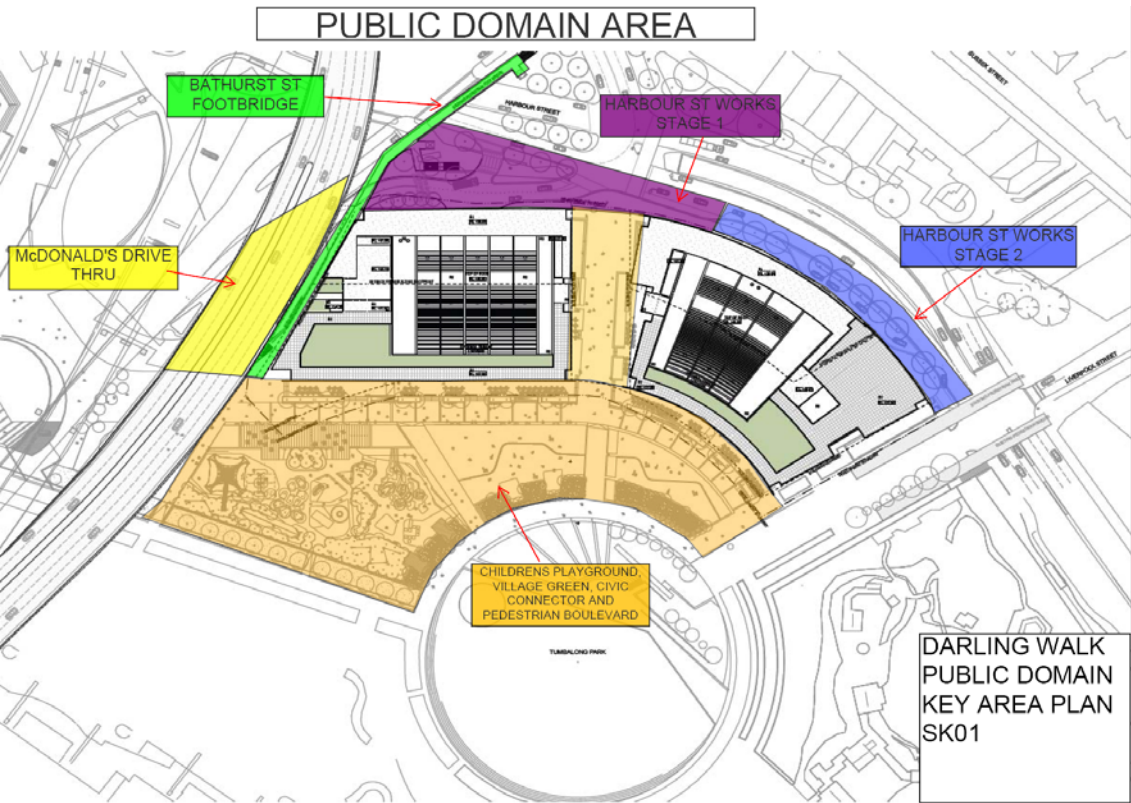 PUBLIC DOMAIN AREA
BATHURST ST
FOOTBRIDGE
HARBOUR STREET
HARBOUR ST WORKS
STAGE 1
SUSSEX STREET
McDONALD'S DRIVE
THRU
HARBOUR ST WORKS
STAGE 2
LIVERPOOL STREET
CHILDRENS PLAYGROUND,
VILLAGE GREEN, CIVIC
CONNECTOR AND
PEDESTRIAN BOULEVARD
TUMBALONG PARK
DARLING WALK
PUBLIC DOMAIN
KEY AREA PLAN
SK01